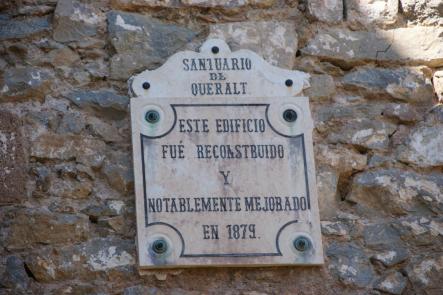 SANTUARIO
DE
QUERALT.
ESTE EDIFICIO
FUÉ RECONSTRUIDO
Y
NOTABLEMENTE MEJORADO
EN 1879.